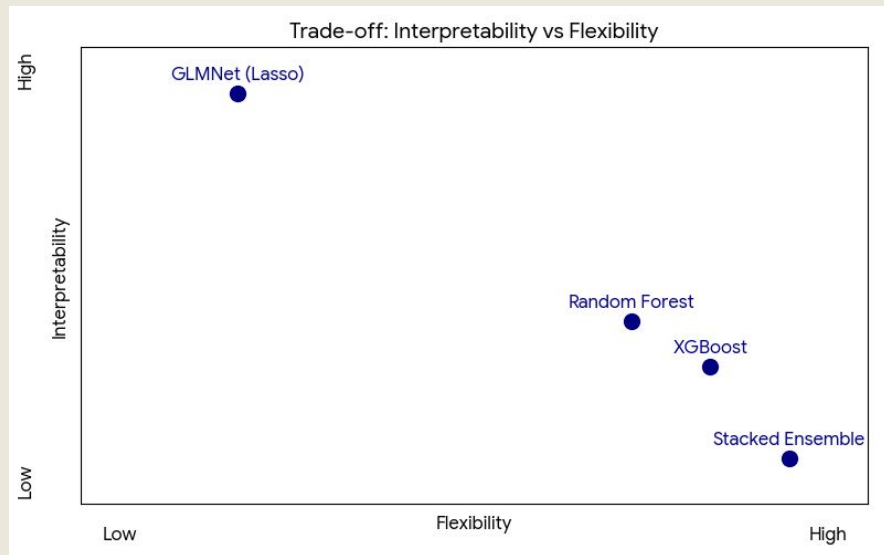 Trade-off: Interpretability vs Flexibility
High
GLMNet (Lasso)
Interpretability
Random Forest
XGBoost
Stacked Ensemble
Low
Low
Flexibility
High